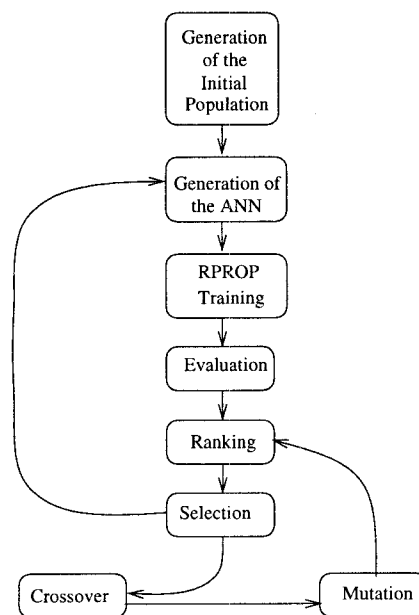 Generation
of the
Initial
Population
Generation of
the ANN
RPROP
Training
Evaluation
Ranking
Selection
Crossover
Mutation